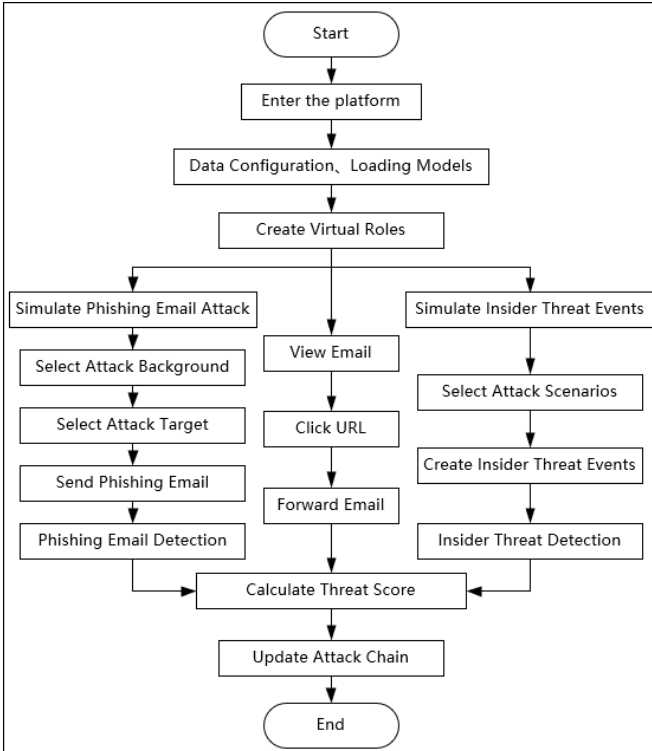 Start
Enter the platform
Data Configuration、Loading Models
Create Virtual Roles
Simulate Phishing Email Attack
Select Attack Background
Select Attack Target
Send Phishing Email
Phishing Email Detection
View Email
Click URL
Forward Email
Simulate Insider Threat Events
Select Attack Scenarios
Create Insider Threat Events
Insider Threat Detection
Calculate Threat Score
Update Attack Chain
End